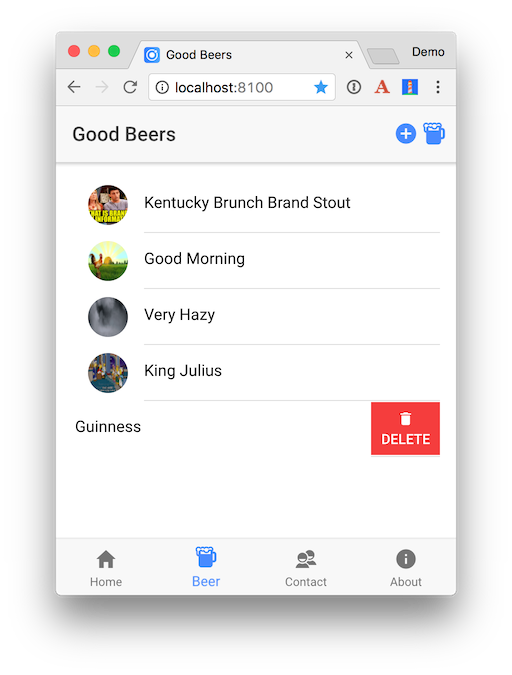 Good Beers
Demo
localhost:8100
Good Beers
Kentucky Brunch Brand Stout
Good Morning
Very Hazy
King Julius
Guinness
DELETE
Home
Beer
Contact
About